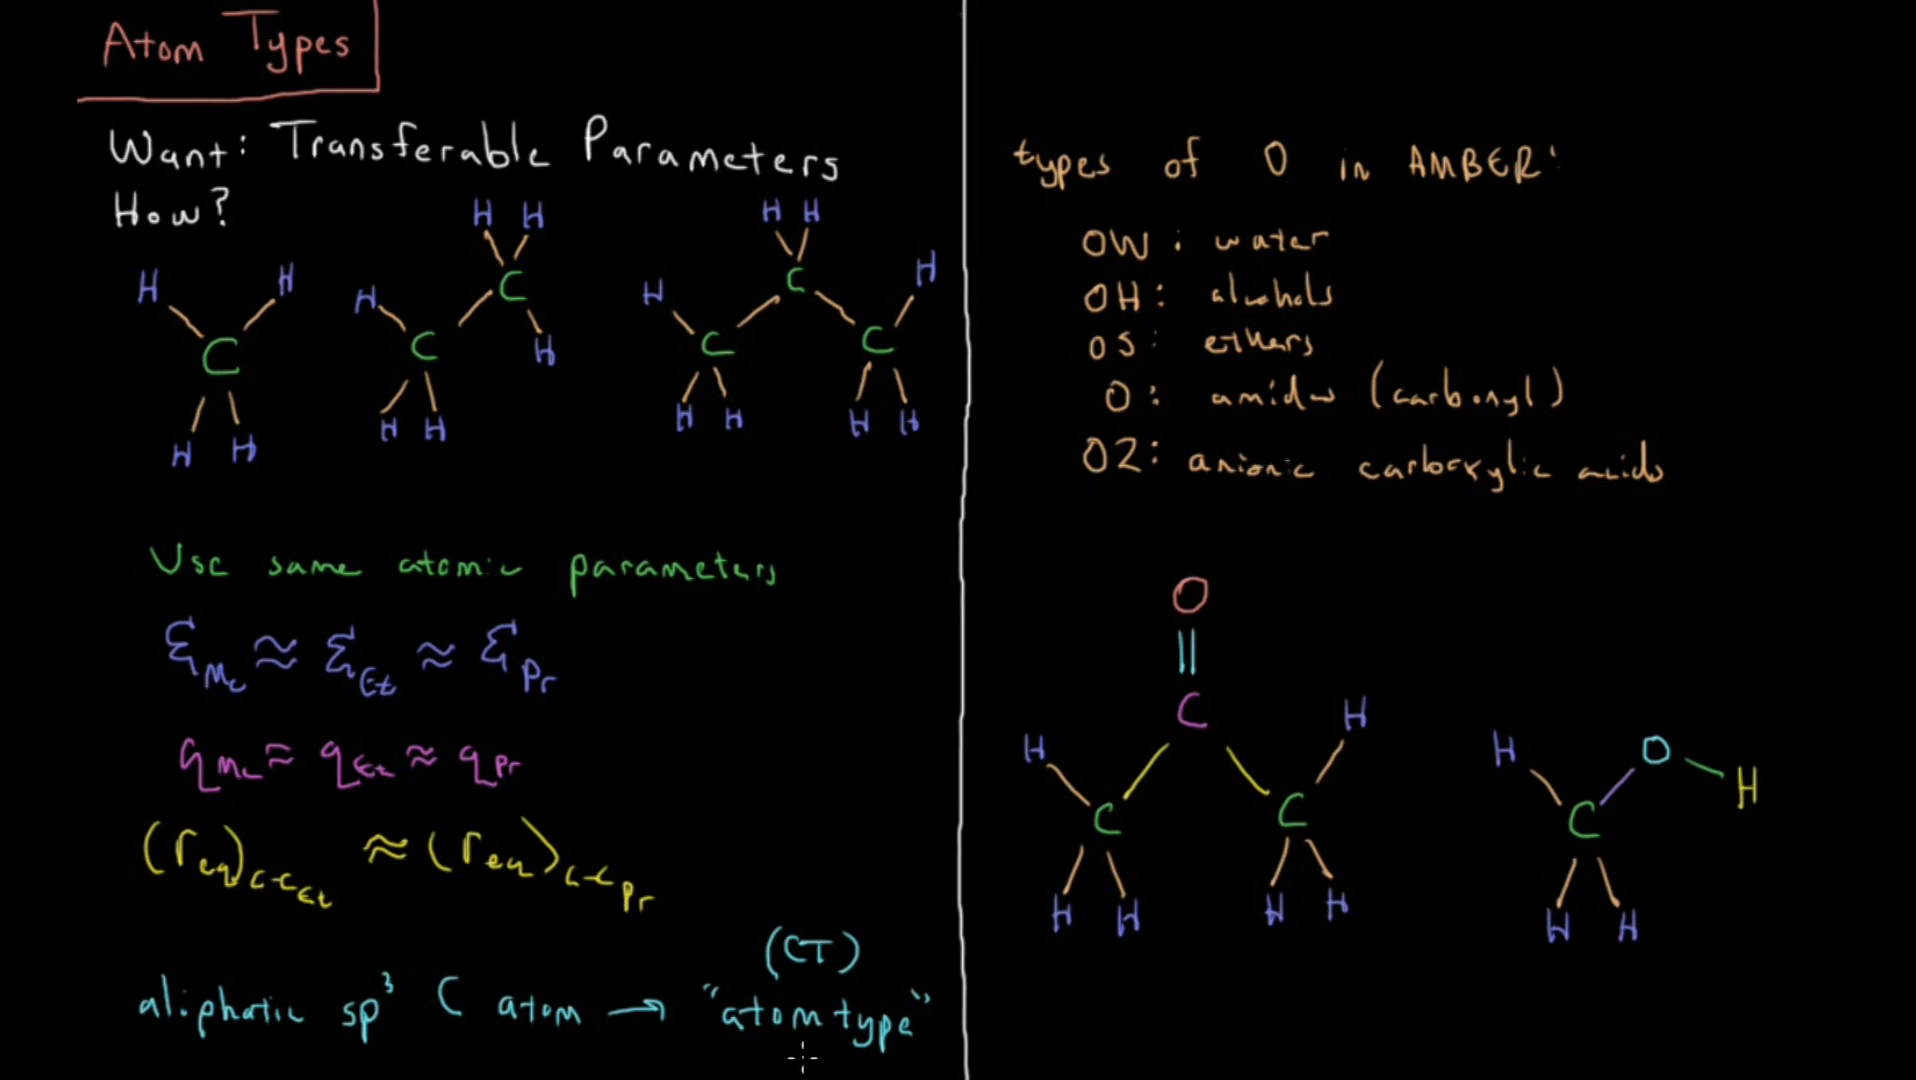 Atom Types
Want: Transferable Parameters
How?
H H
H H
H
C
C
H
H H
H H
H
C
C
H
C
H
C
H H
H H
H H
Use same atomic parameters
ε_Me ≈ ε_Et ≈ ε_Pr
q_Me ≈ q_Et ≈ q_Pr
(r_eq)_C-C_Et ≈ (r_eq)_C-C_Pr
(CT)
aliphatic sp³ C atom → "atom type"
types of O in AMBER:
OW: water
OH: alcohols
OS: ethers
O: amides (carbonyl)
O2: anionic carboxylic acids
O
C
H H
C C
H H H H
H O H
C
H H